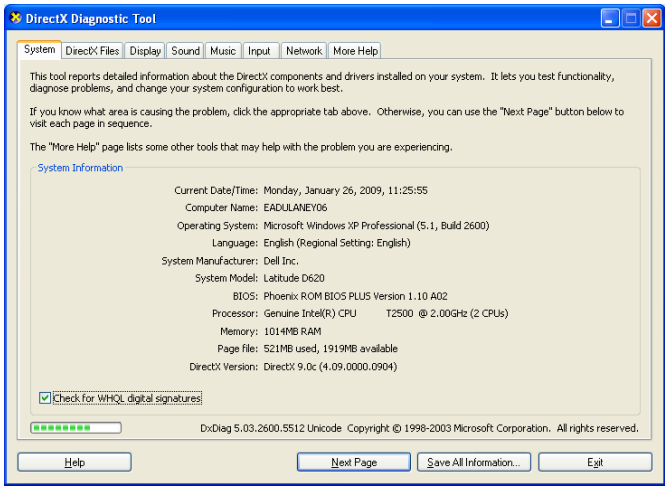 DirectX Diagnostic Tool
System DirectX Files Display Sound Music Input Network More Help
This tool reports detailed information about the DirectX components and drivers installed on your system. It lets you test functionality,
diagnose problems, and change your system configuration to work best.
If you know what area is causing the problem, click the appropriate tab above. Otherwise, you can use the "Next Page" button below to
visit each page in sequence.
The "More Help" page lists some other tools that may help with the problem you are experiencing.
System Information
Current Date/Time: Monday, January 26, 2009, 11:25:55
Computer Name: EADULANEY06
Operating System: Microsoft Windows XP Professional (5.1, Build 2600)
Language: English (Regional Setting: English)
System Manufacturer: Dell Inc.
System Model: Latitude D620
BIOS: Phoenix ROM BIOS PLUS Version 1.10 A02
Processor: Genuine Intel(R) CPU T2500 @ 2.00GHz (2 CPUs)
Memory: 1014MB RAM
Page file: 521MB used, 1919MB available
DirectX Version: DirectX 9.0c (4.09.0000.0904)
Check for WHQL digital signatures
DxDiag 5.03.2600.5512 Unicode Copyright © 1998-2003 Microsoft Corporation. All rights reserved.
Help Next Page Save All Information... Exit